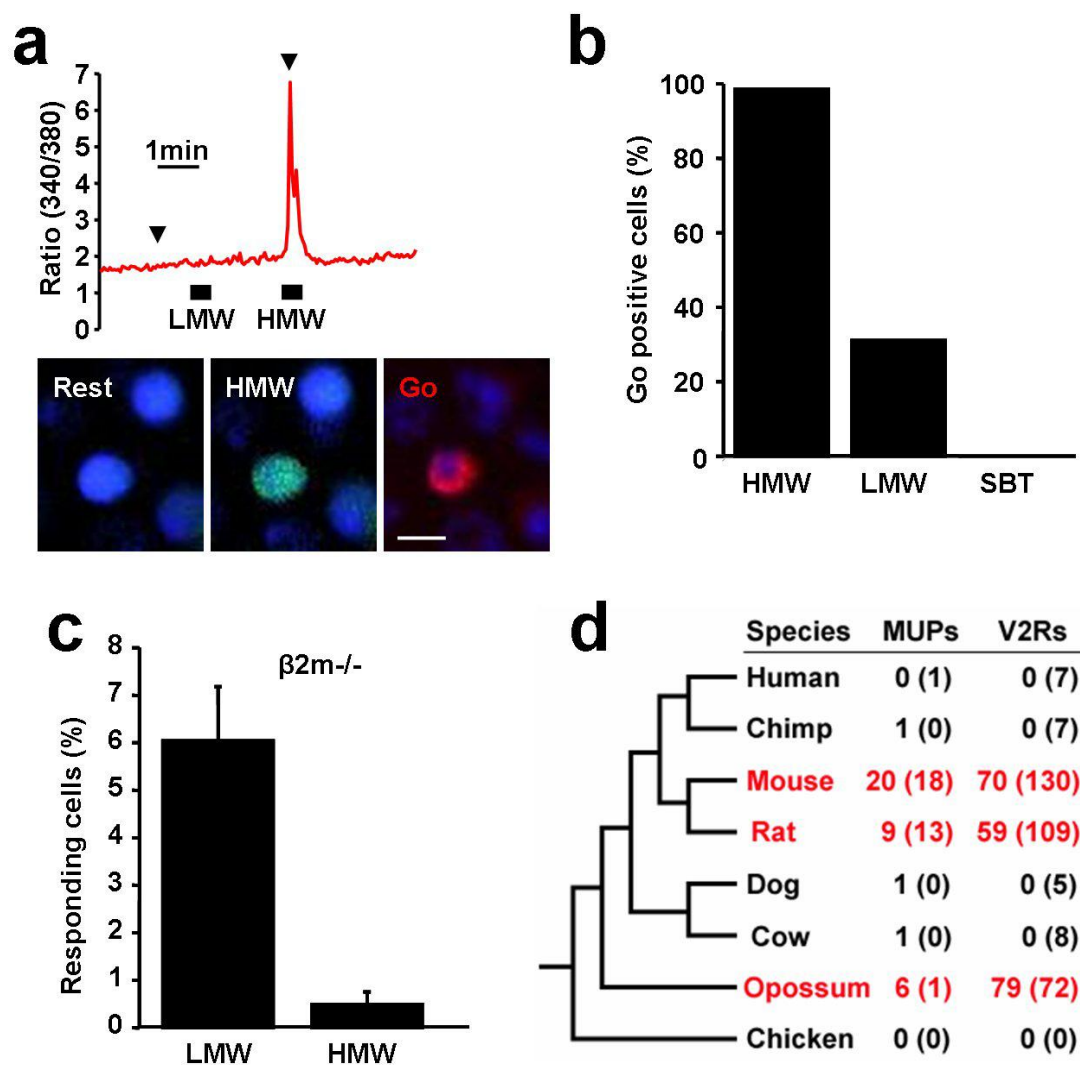 a
7
6
5
4
3
2
1
0
Ratio (340/380)
1min
LMW HMW
Rest HMW Go
b
100
80
60
40
20
0
Go positive cells (%)
HMW LMW SBT
c
8
7
6
5
4
3
2
1
0
Responding cells (%)
β2m-/-
LMW HMW
d
Species MUPs V2Rs
Human 0 (1) 0 (7)
Chimp 1 (0) 0 (7)
Mouse 20 (18) 70 (130)
Rat 9 (13) 59 (109)
Dog 1 (0) 0 (5)
Cow 1 (0) 0 (8)
Opossum 6 (1) 79 (72)
Chicken 0 (0) 0 (0)